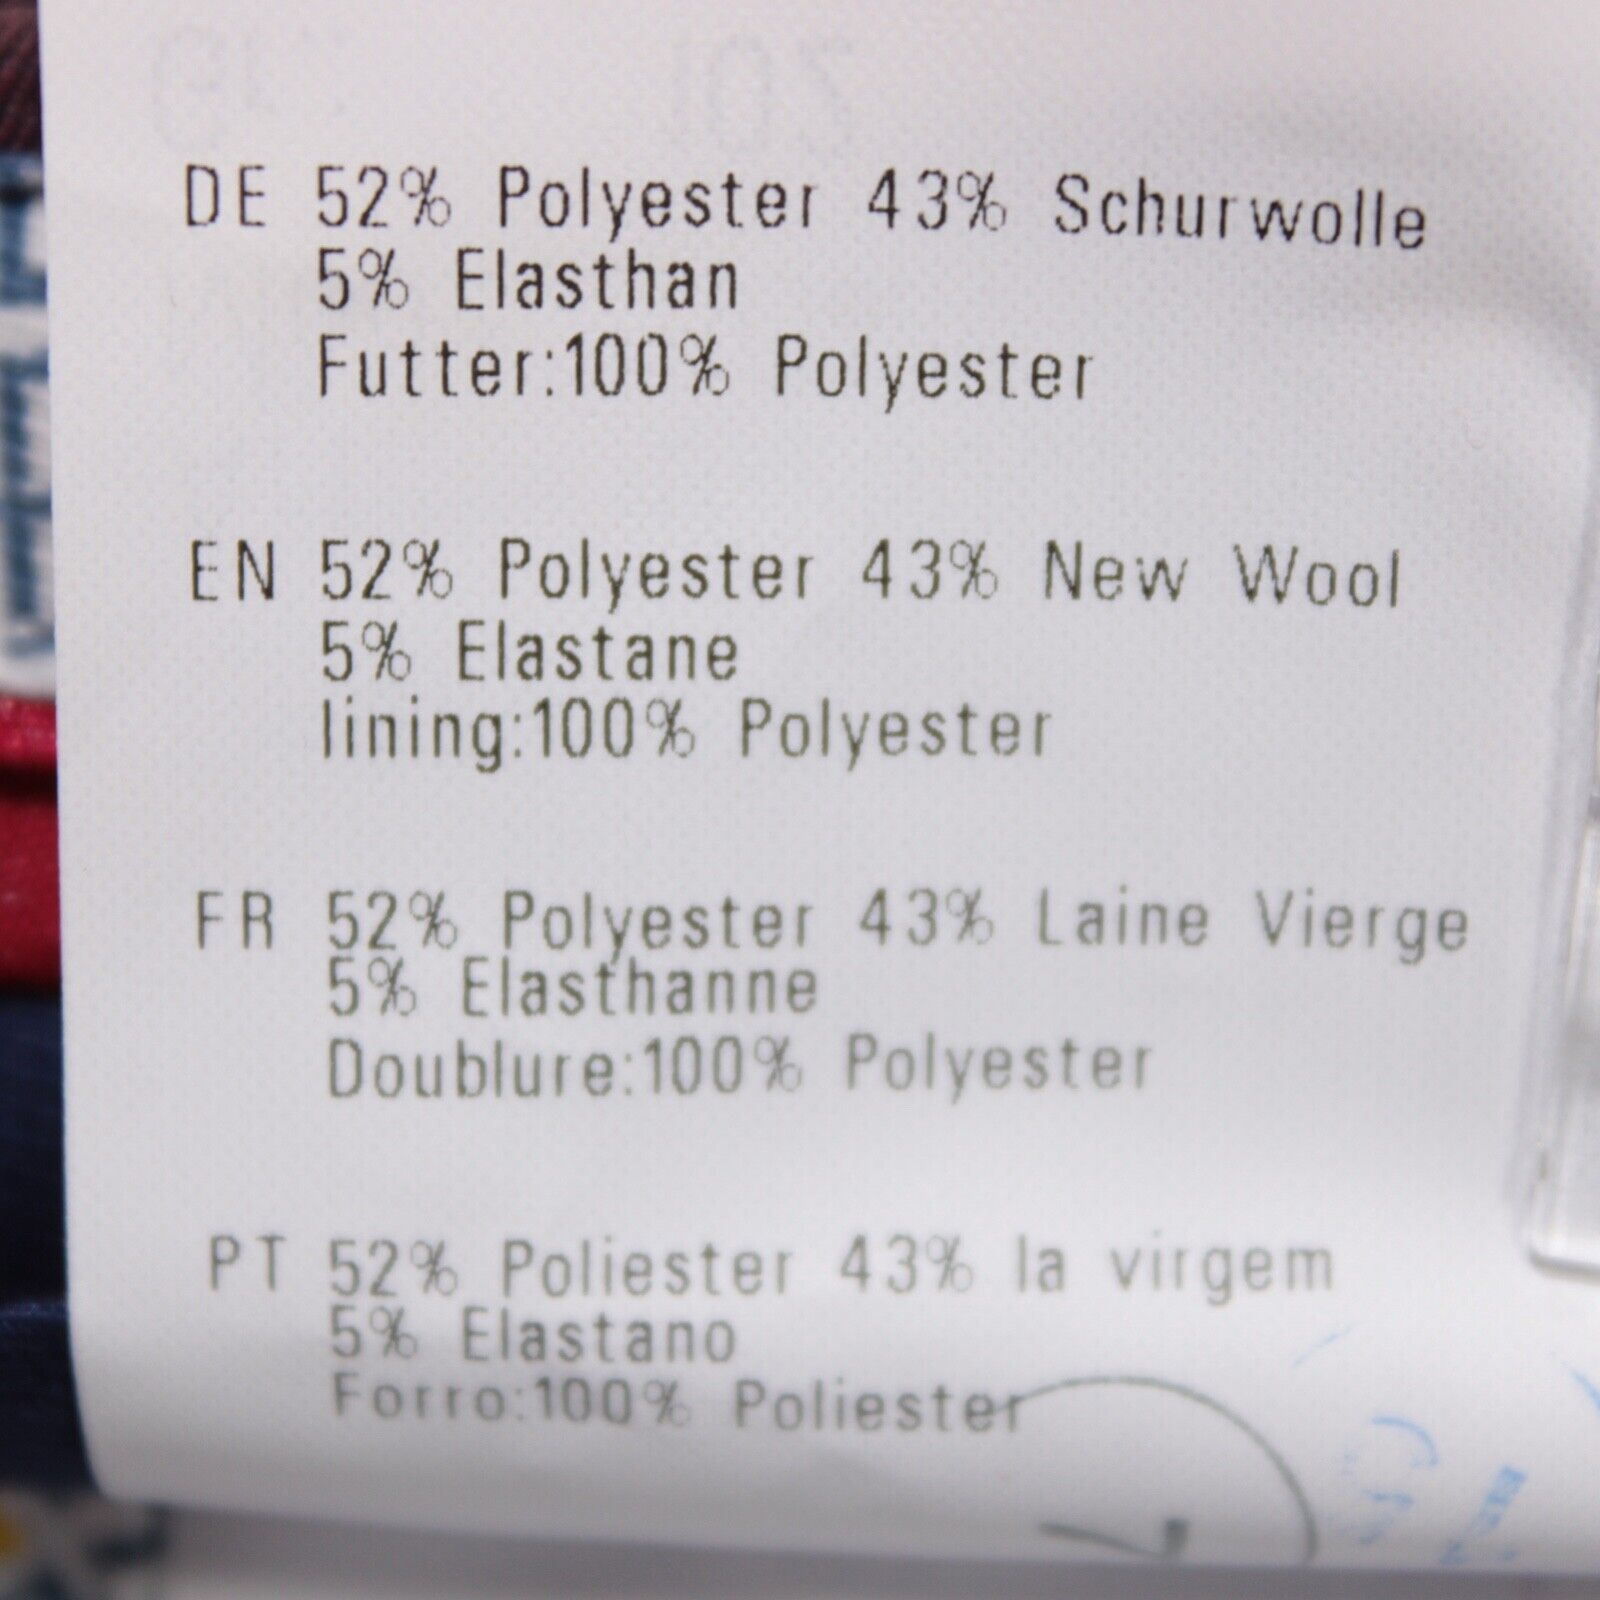 DE 52% Polyester 43% Schurwolle
5% Elasthan
Futter:100% Polyester
EN 52% Polyester 43% New Wool
5% Elastane
lining:100% Polyester
FR 52% Polyester 43% Laine Vierge
5% Elasthanne
Doublure:100% Polyester
PT 52% Poliester 43% la virgem
5% Elastano
Forro:100% Poliester
7